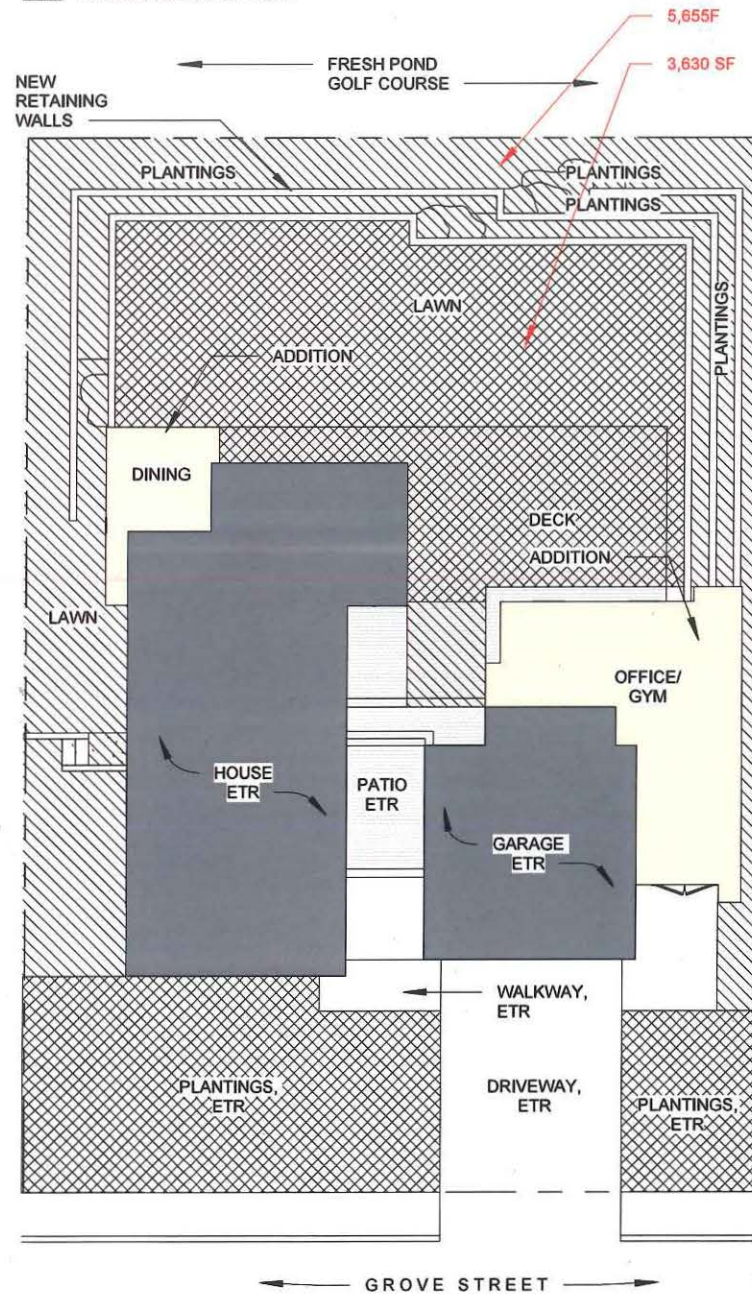 5,655F
3,630 SF
FRESH POND
GOLF COURSE
NEW
RETAINING
WALLS
PLANTINGS
PLANTINGS
PLANTINGS
PLANTINGS
LAWN
ADDITION
DINING
DECK
ADDITION
LAWN
OFFICE/
GYM
HOUSE
ETR
PATIO
ETR
GARAGE
ETR
WALKWAY,
ETR
PLANTINGS,
ETR
DRIVEWAY,
ETR
PLANTINGS,
ETR
GROVE STREET